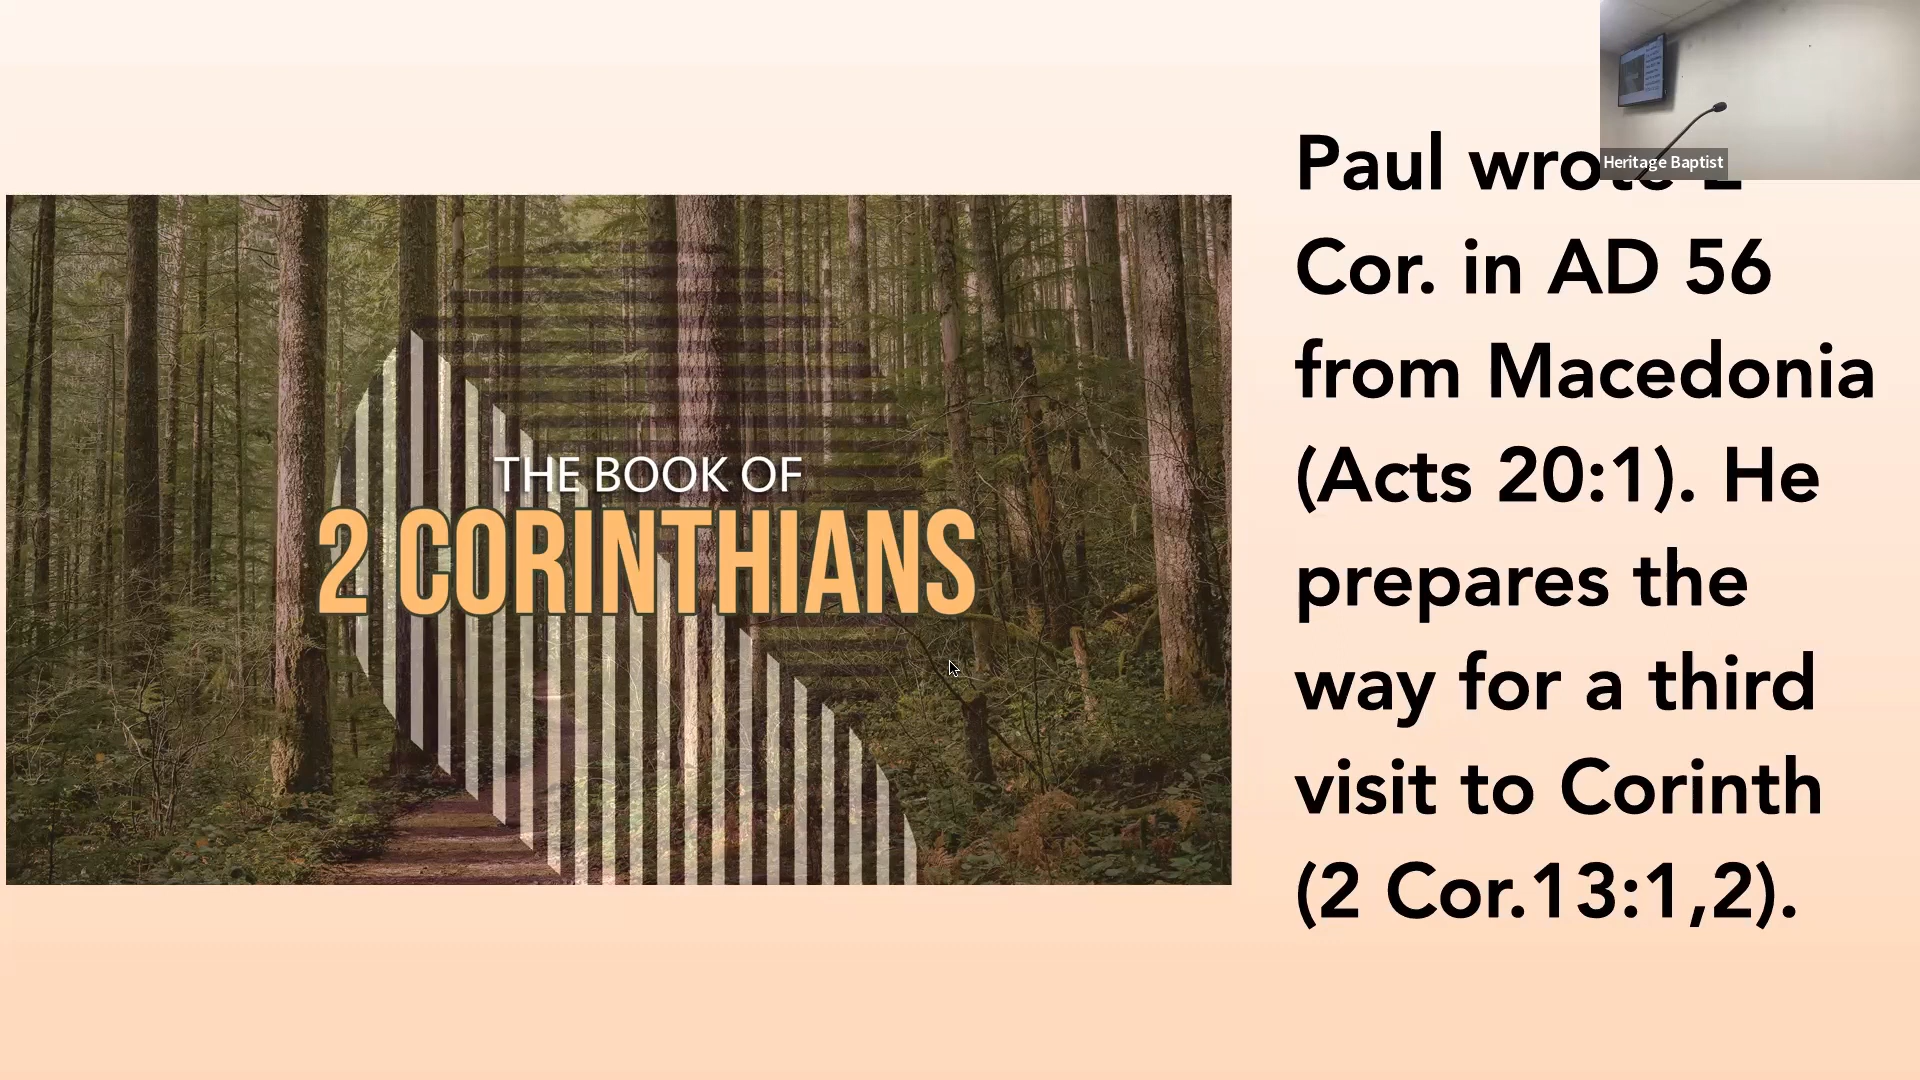 Paul wrote 2
Cor. in AD 56
from Macedonia
(Acts 20:1). He
prepares the
way for a third
visit to Corinth
(2 Cor.13:1,2).
THE BOOK OF
2 CORINTHIANS
Heritage Baptist